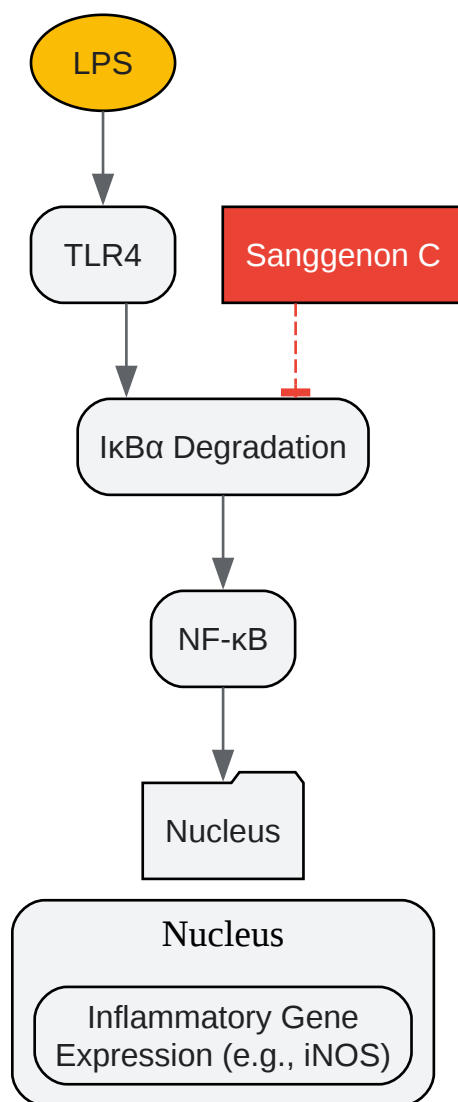 LPS
TLR4
Sanggenon C
IκBα Degradation
NF-κB
Nucleus
Nucleus
Inflammatory Gene
Expression (e.g., iNOS)